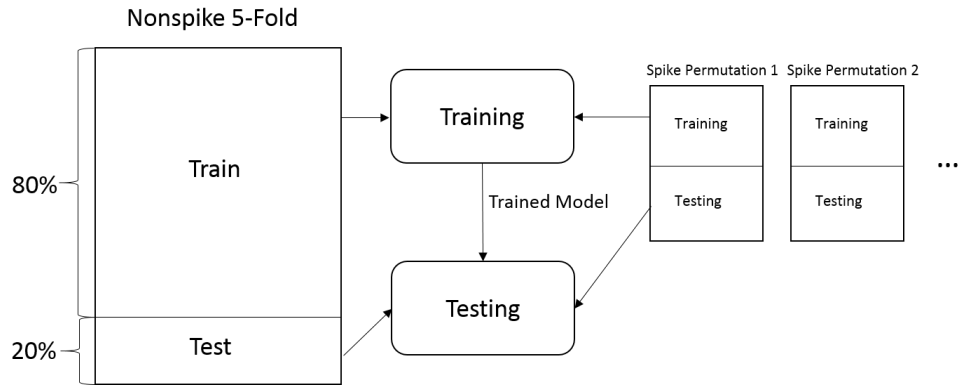 Nonspike 5-Fold
Spike Permutation 1
Spike Permutation 2
Training
Training
Training
...
80%
Train
Trained Model
Testing
Testing
Testing
20%
Test